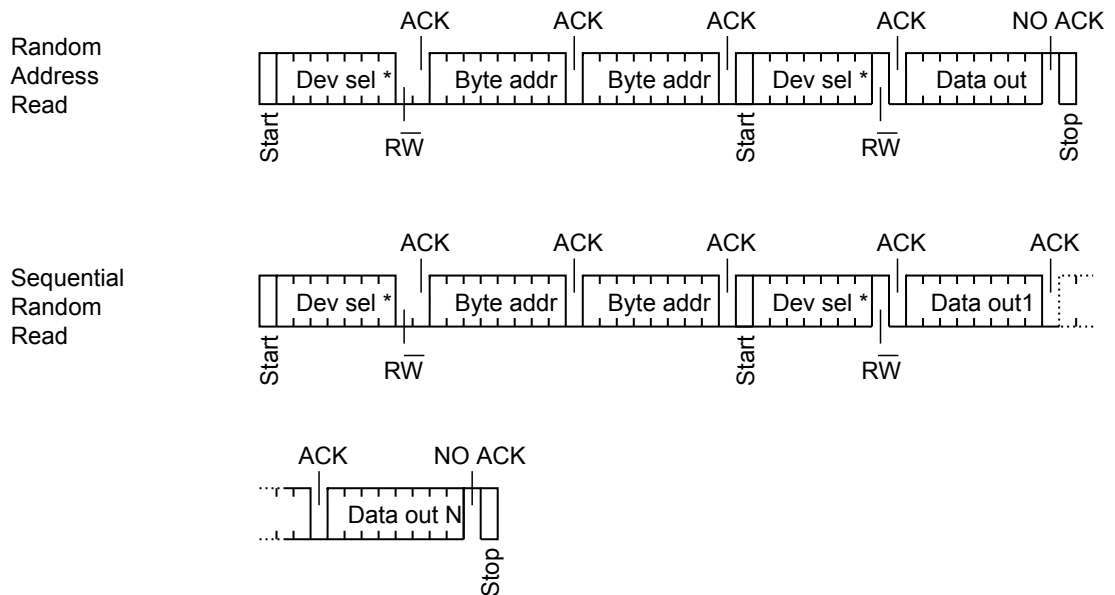 ACK ACK ACK ACK NO ACK
Random
Address
Read
Dev sel * Byte addr Byte addr Dev sel * Data out
Start RW̅ Start RW̅ Stop
ACK ACK ACK ACK ACK
Sequential
Random
Read
Dev sel * Byte addr Byte addr Dev sel * Data out1
Start RW̅ Start RW̅
ACK NO ACK
Data out N
Stop